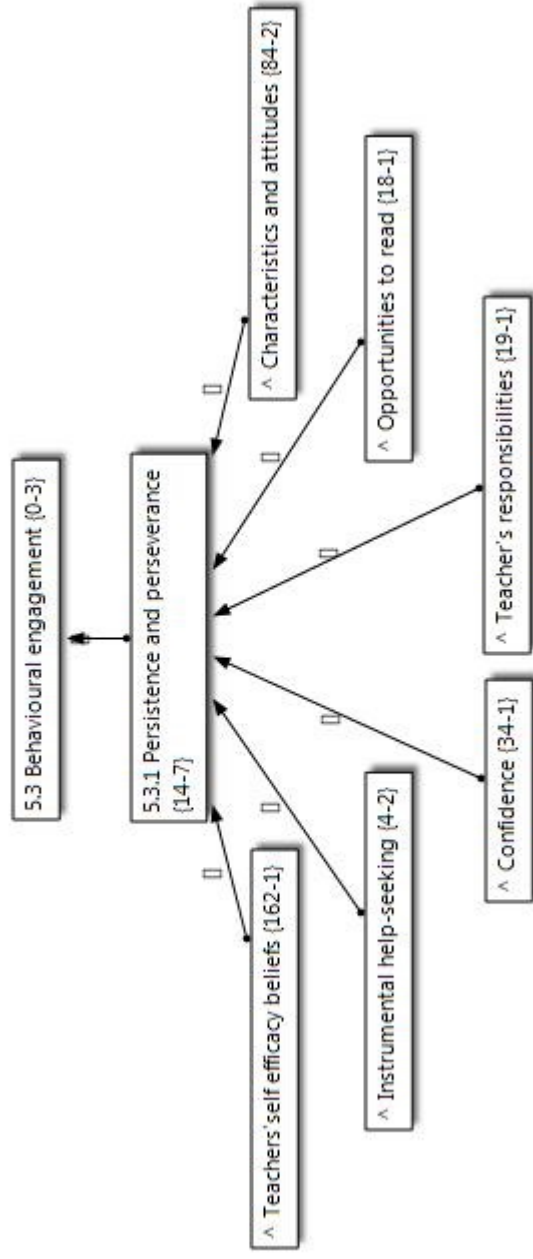 5.3 Behavioural engagement {0-3}
5.3.1 Persistence and perseverance
{14-7}
^ Teachers'self efficacy beliefs {162-1}
^ Characteristics and attitudes {84-2}
^ Instrumental help-seeking {4-2}
^ Opportunities to read {18-1}
^ Confidence {34-1}
^ Teacher's responsibilities {19-1}